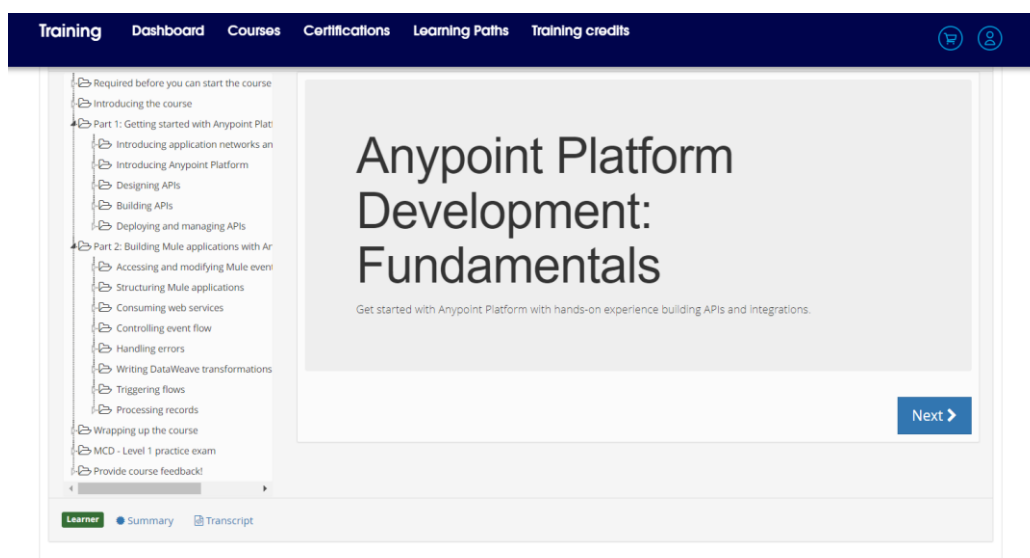 Training Dashboard Courses Certifications Learning Paths Training credits
Required before you can start the course
Introducing the course
Part 1: Getting started with Anypoint Plat
Introducing application networks an
Introducing Anypoint Platform
Designing APIs
Building APIs
Deploying and managing APIs
Part 2: Building Mule applications with Ar
Accessing and modifying Mule event
Structuring Mule applications
Consuming web services
Controlling event flow
Handling errors
Writing DataWeave transformations
Triggering flows
Processing records
Wrapping up the course
MCD - Level 1 practice exam
Provide course feedback!
Anypoint Platform
Development:
Fundamentals
Get started with Anypoint Platform with hands-on experience building APIs and integrations.
Next
Learner Summary Transcript